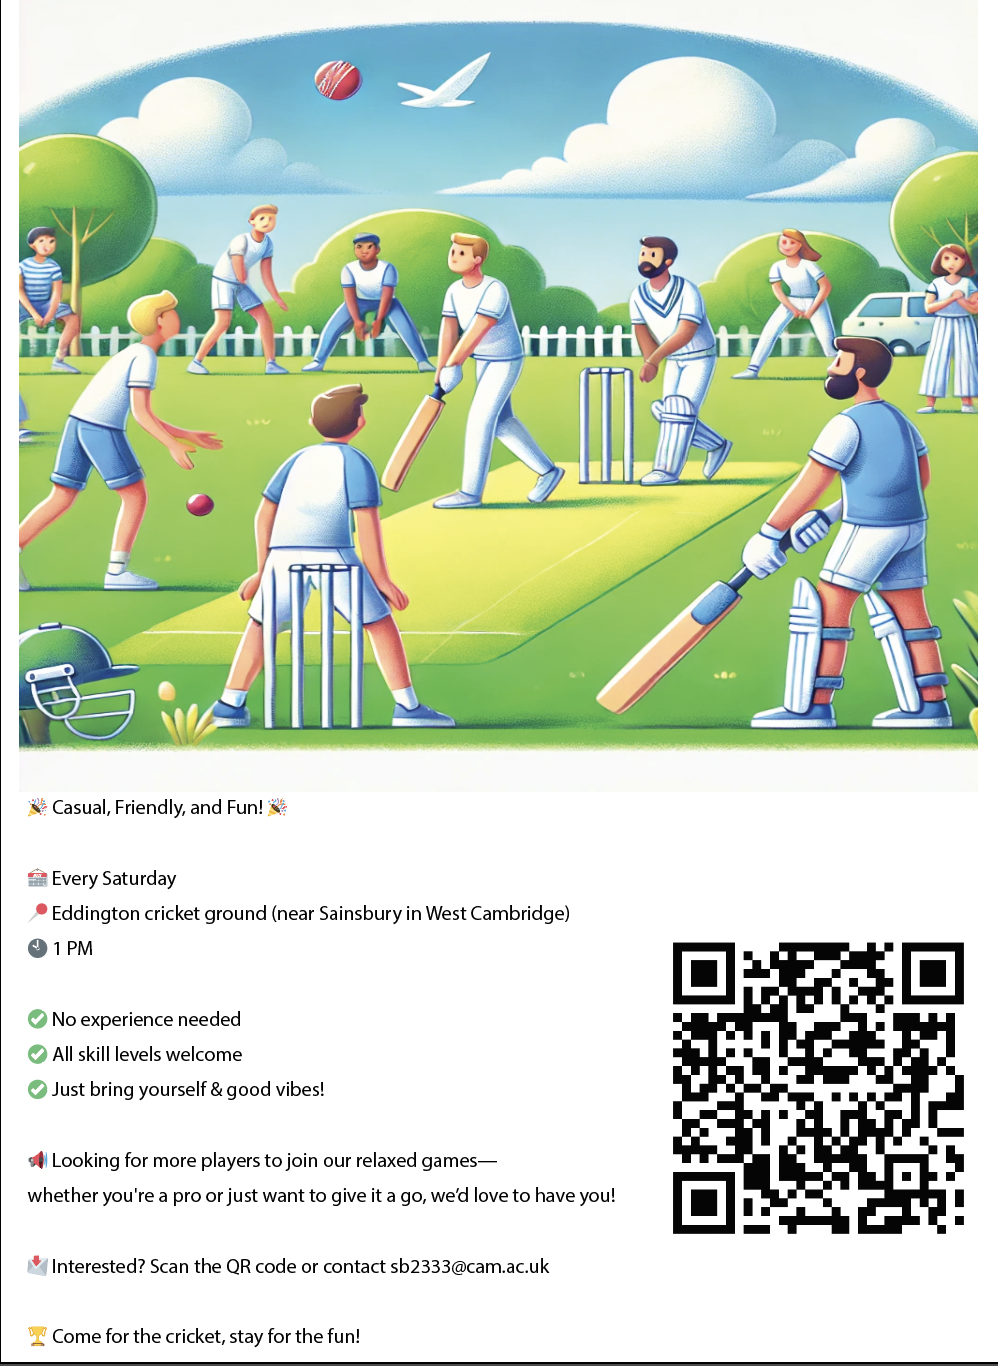 🎉 Casual, Friendly, and Fun! 🎉
📅 Every Saturday
📍 Eddington cricket ground (near Sainsbury in West Cambridge)
🕙 1 PM
✅ No experience needed
✅ All skill levels welcome
✅ Just bring yourself & good vibes!
📢 Looking for more players to join our relaxed games—
whether you're a pro or just want to give it a go, we’d love to have you!
📩 Interested? Scan the QR code or contact sb2333@cam.ac.uk
🏆 Come for the cricket, stay for the fun!